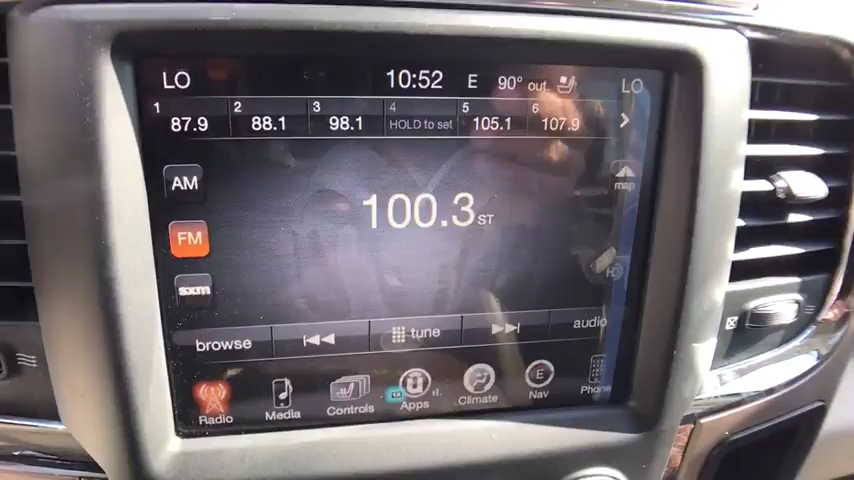 LO 10:52 E 90° out. LO
1 87.9 2 88.1 3 98.1 4 HOLD to set 5 105.1 6 107.9
AM
map
100.3 ST
FM
HD
sxm
browse tune audio
Radio Media Controls 1X Apps Climate E Nav Phone